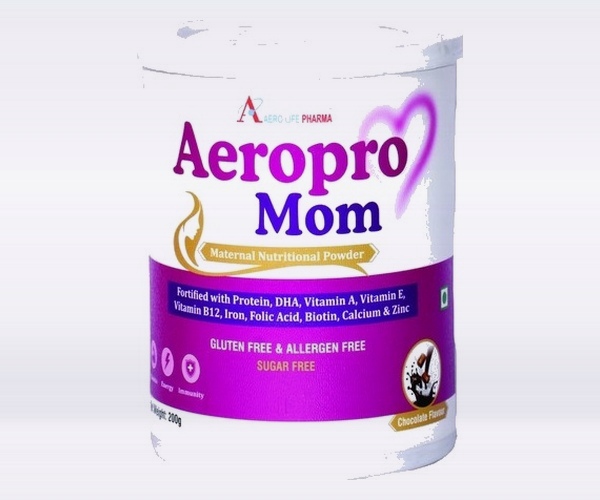 AERO LIFE PHARMA
Aeropro
Mom
Maternal Nutritional Powder
Fortified with Protein, DHA, Vitamin A, Vitamin E,
Vitamin B12, Iron, Folic Acid, Biotin, Calcium & Zinc
GLUTEN FREE & ALLERGEN FREE
SUGAR FREE
Energy
Immunity
Weight: 200g
Chocolate Flavour